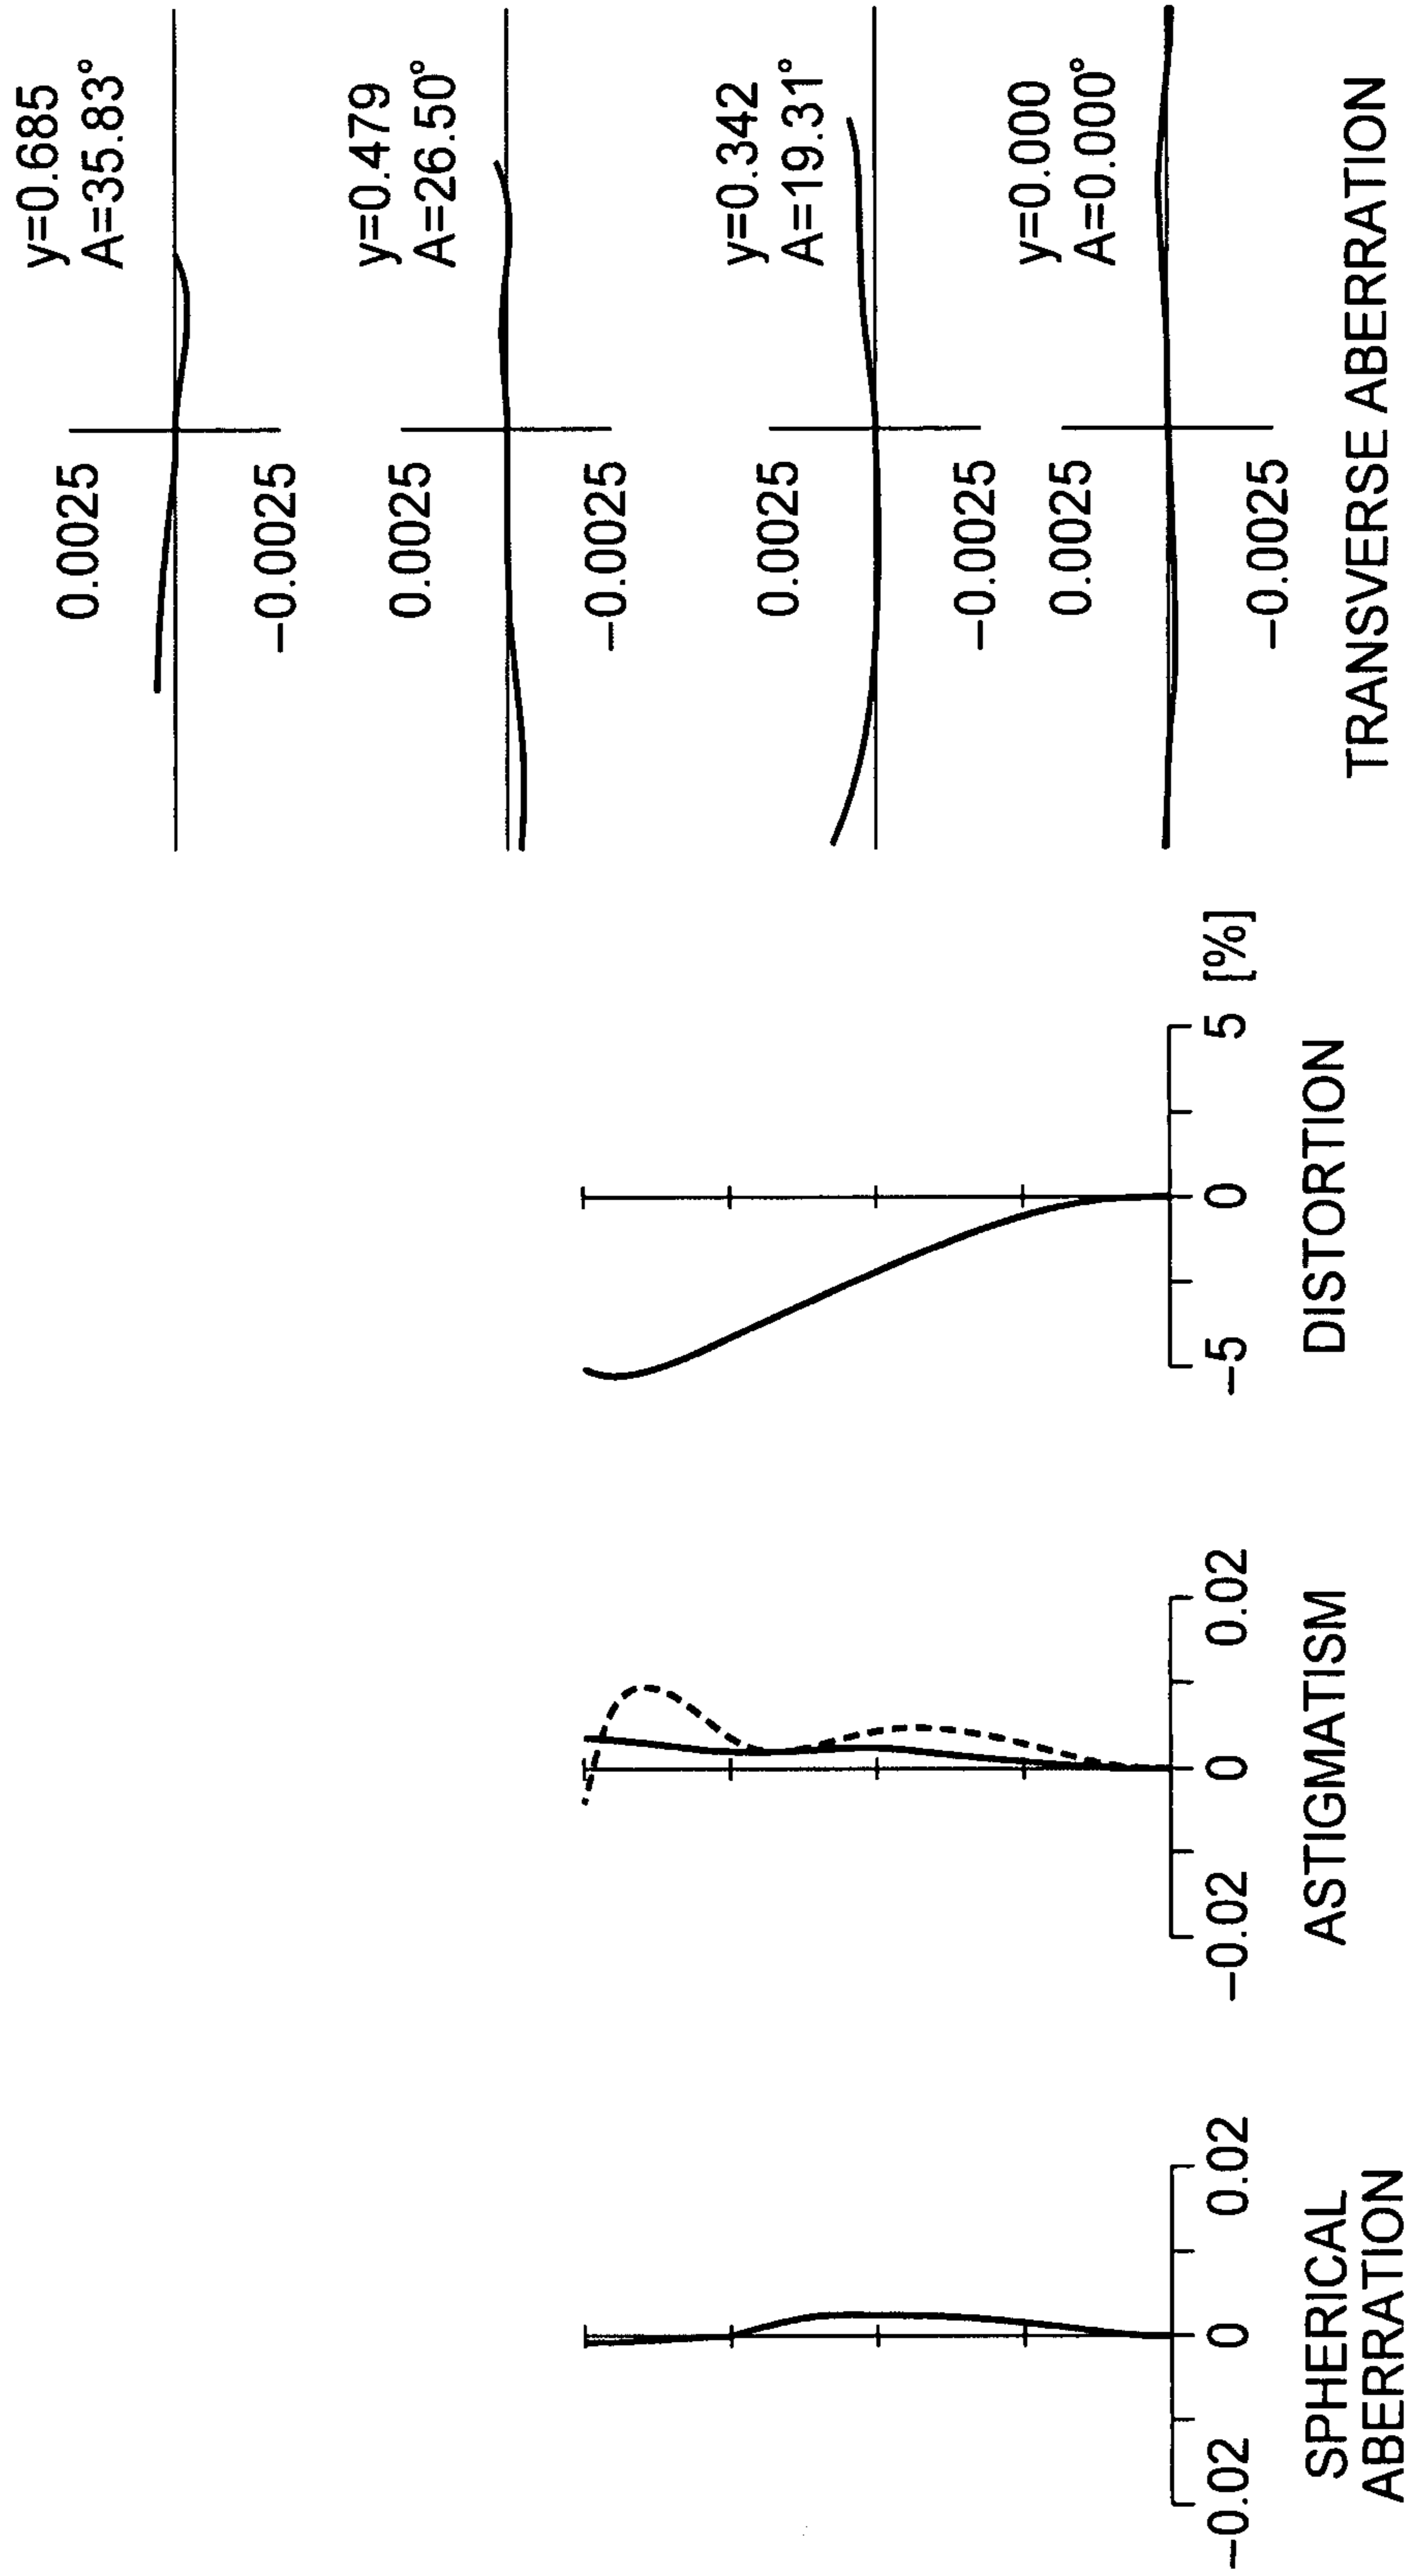 −0.02
0
0.02
SPHERICAL
ABERRATION
−0.02
0
0.02
ASTIGMATISM
−5
0
5
[%]
DISTORTION
y=0.685
A=35.83°
0.0025
−0.0025
y=0.479
A=26.50°
0.0025
−0.0025
y=0.342
A=19.31°
0.0025
−0.0025
y=0.000
A=0.000°
0.0025
−0.0025
TRANSVERSE ABERRATION